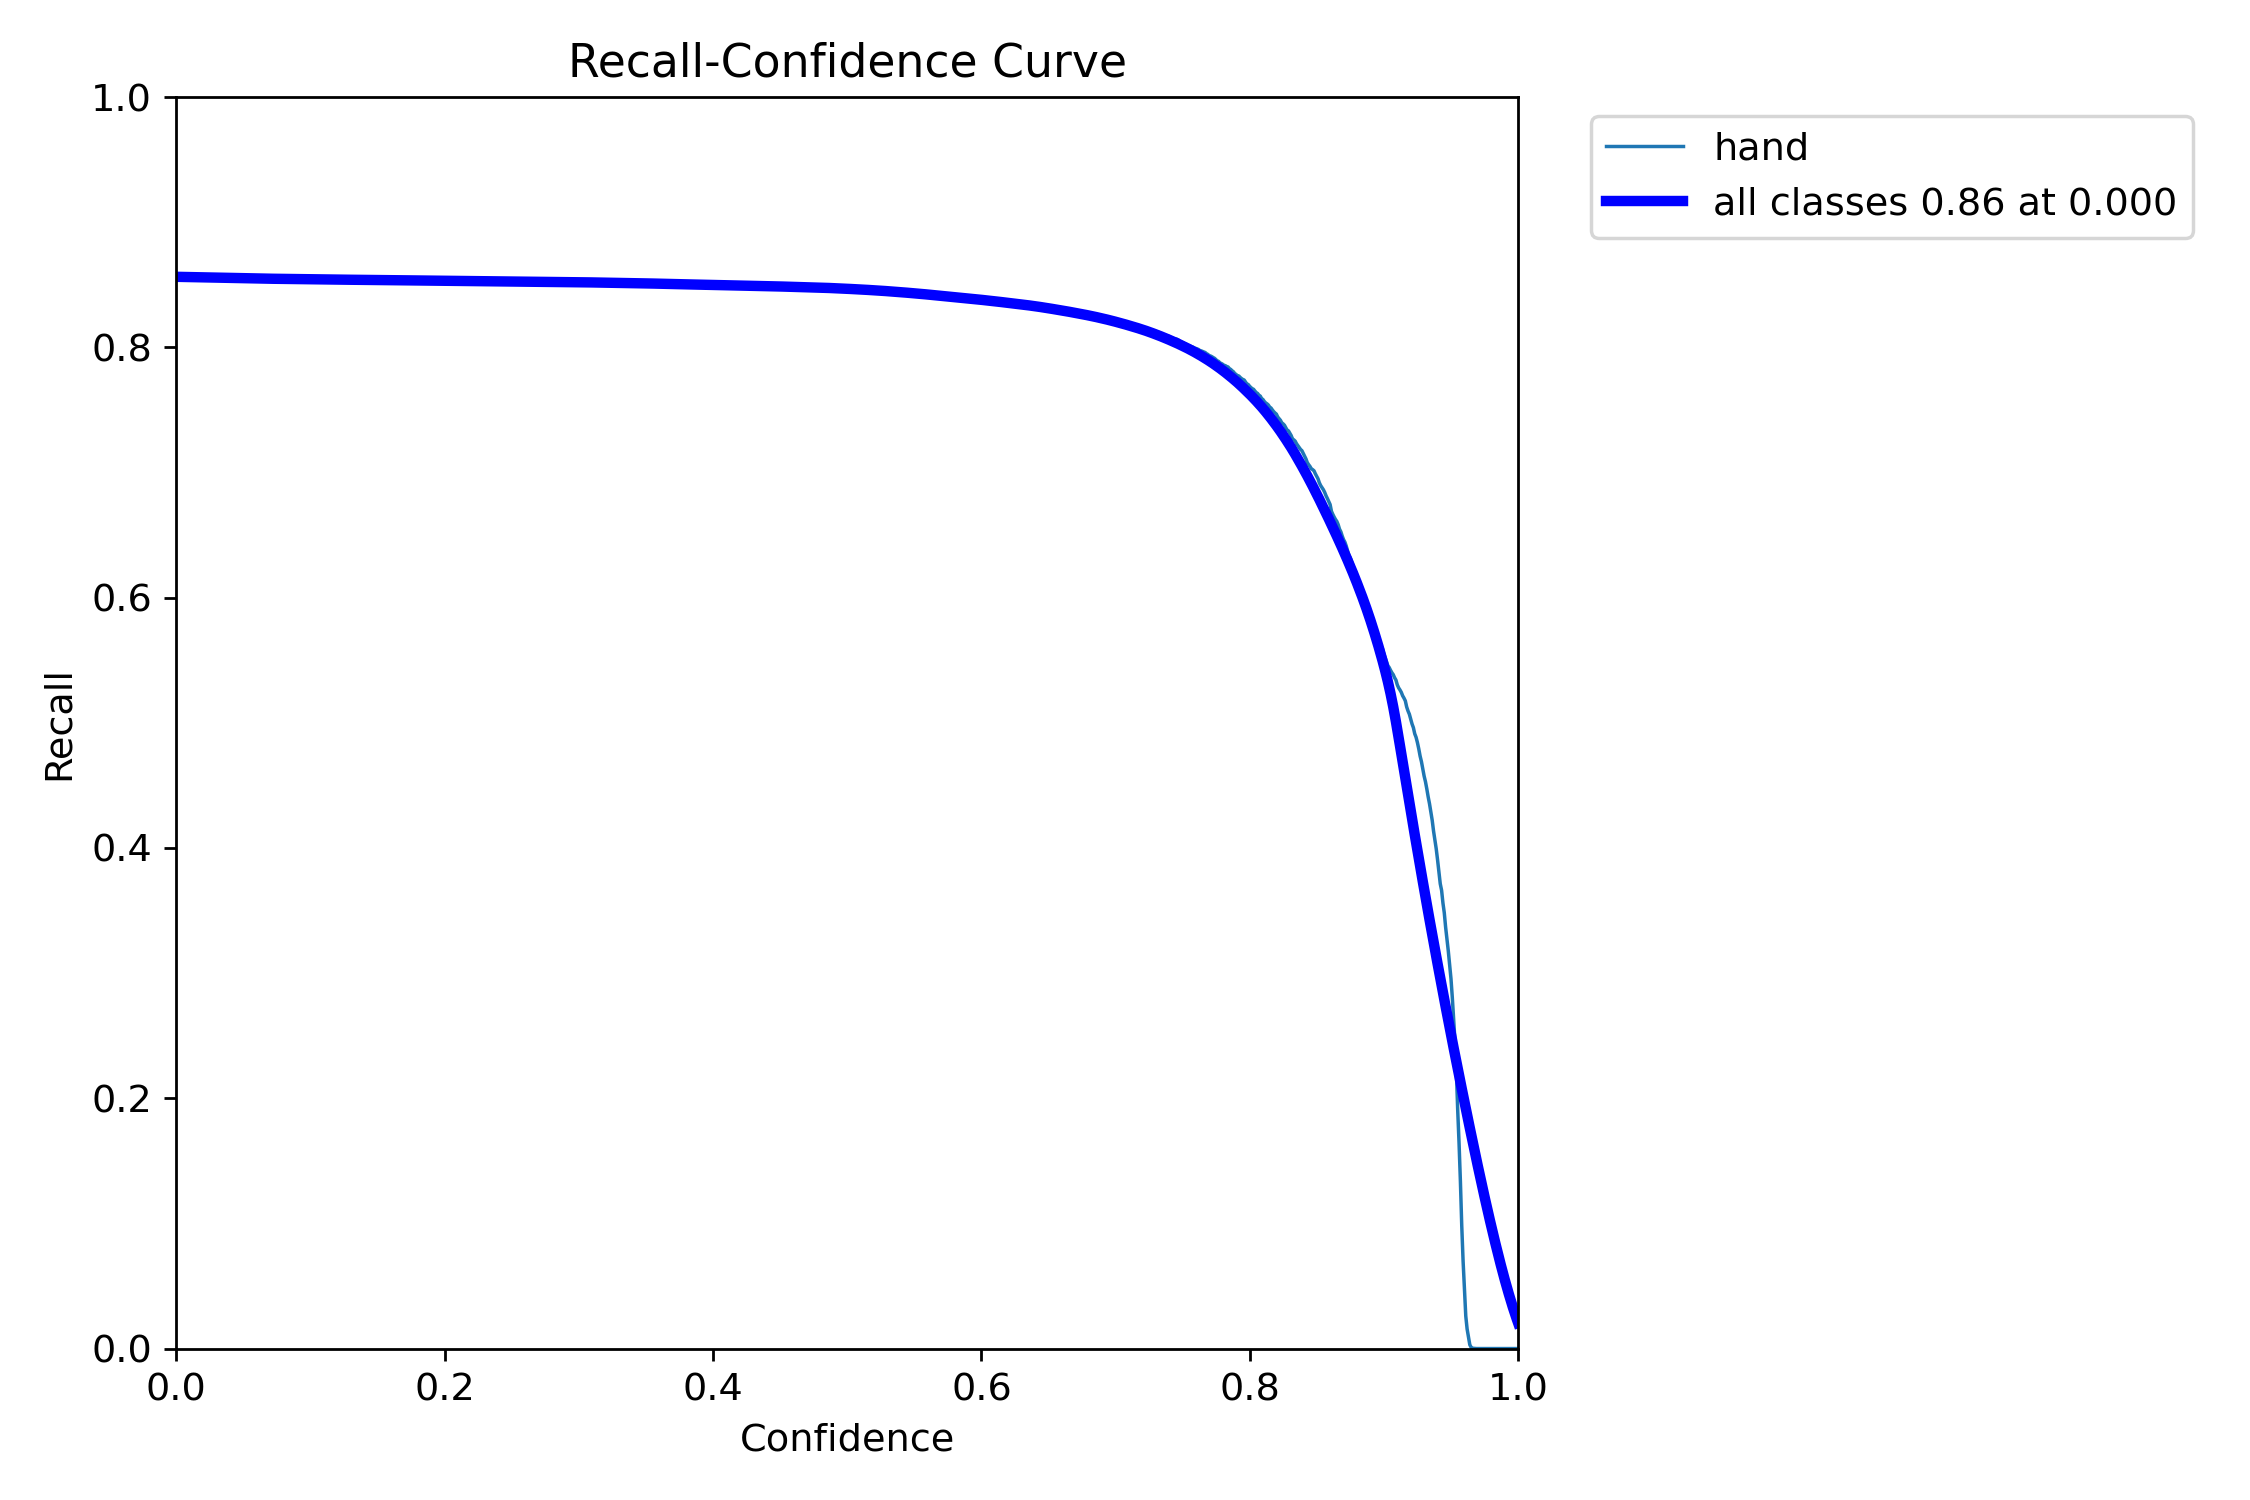 Recall-Confidence Curve
hand
all classes 0.86 at 0.000
1.0
0.8
0.6
0.4
0.2
0.0
Recall
0.0 0.2 0.4 0.6 0.8 1.0
Confidence